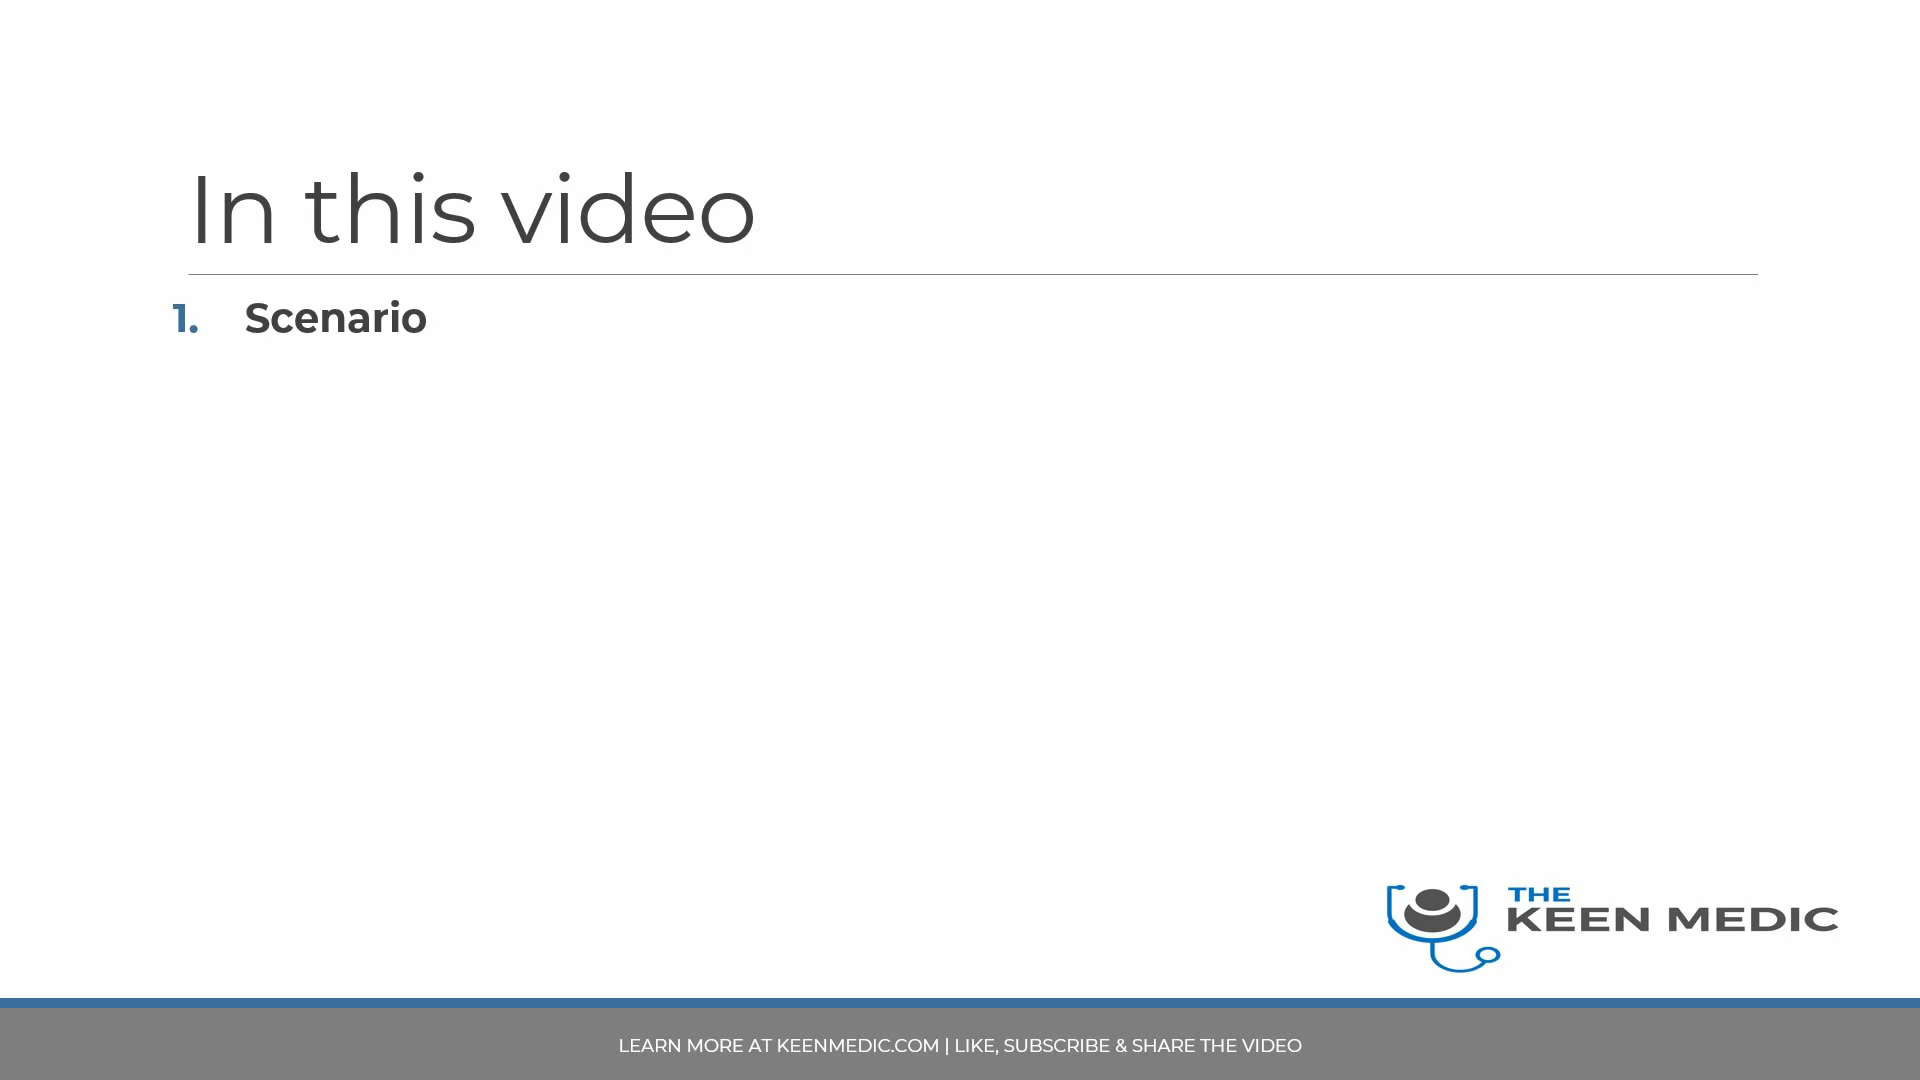 In this video
1. Scenario
THE
KEEN MEDIC
LEARN MORE AT KEENMEDIC.COM | LIKE, SUBSCRIBE & SHARE THE VIDEO